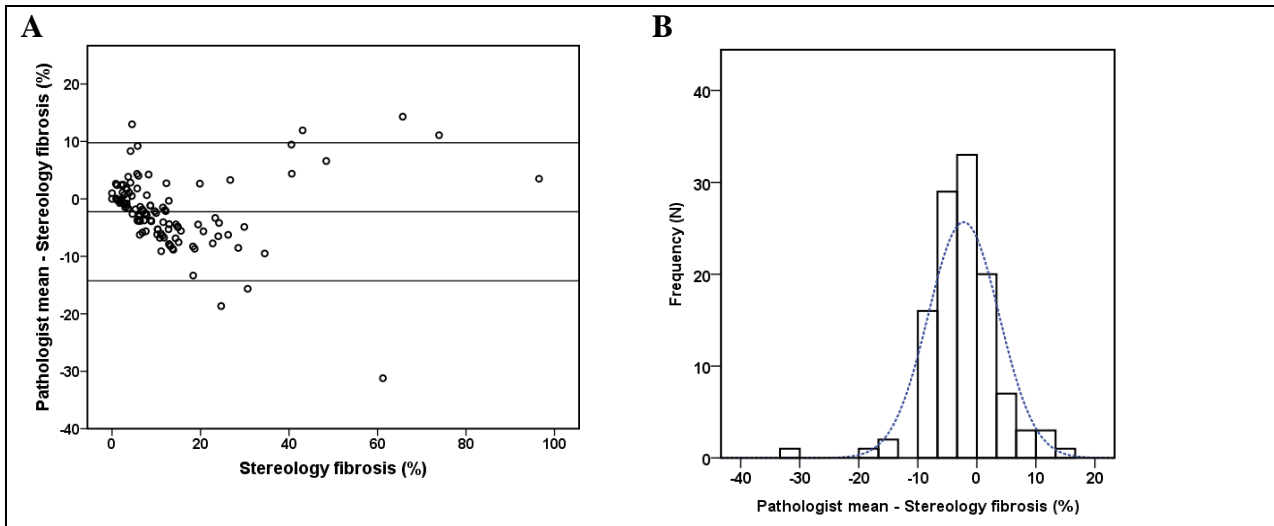 A
Pathologist mean - Stereology fibrosis (%)
20
10
0
-10
-20
-30
-40
0 20 40 60 80 100
Stereology fibrosis (%)
B
Frequency (N)
40
30
20
10
0
-40 -30 -20 -10 0 10 20
Pathologist mean - Stereology fibrosis (%)